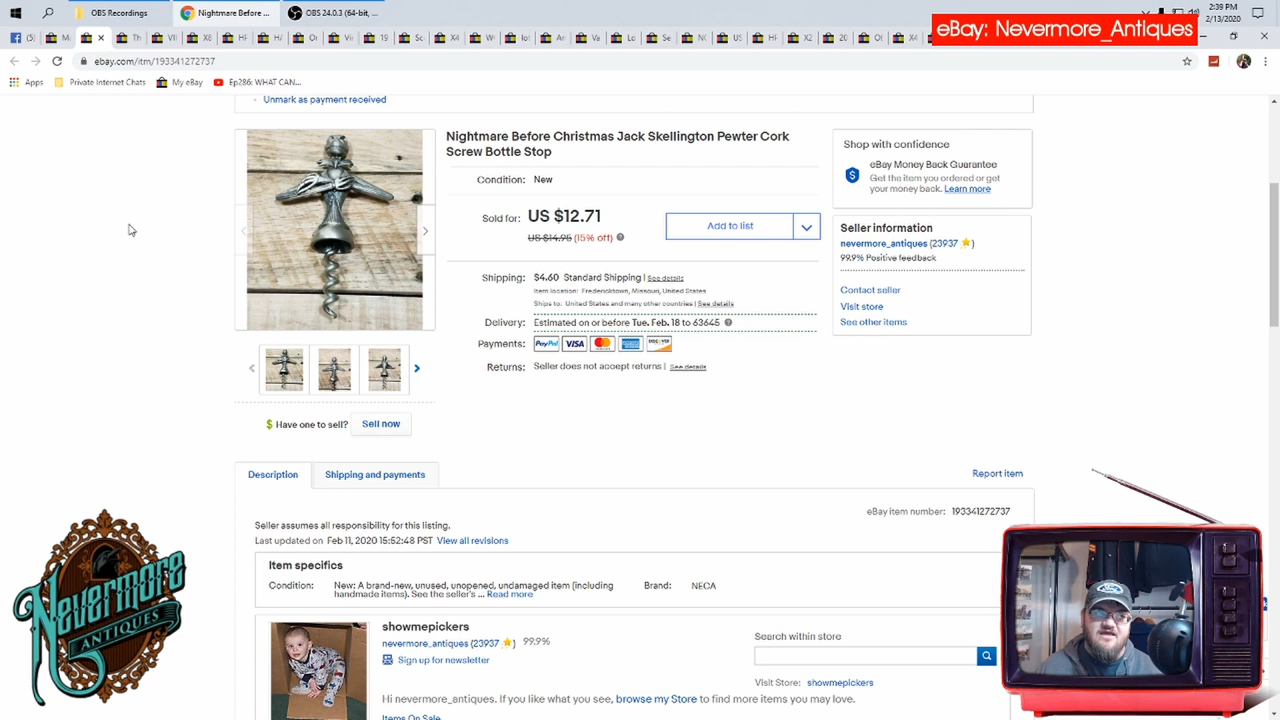 OBS Recordings
Nightmare Before ...
OBS 24.0.3 (64-bit, ...
2:39 PM
2/13/2020
eBay: Nevermore_Antiques
ebay.com/itm/193341272737
Apps
Private Internet Chats
My eBay
Ep286: WHAT CAN...
Unmark as payment received
Nightmare Before Christmas Jack Skellington Pewter Cork
Screw Bottle Stop
Condition: New
Sold for: US $12.71
US $14.95 (15% off)
Add to list
Shipping: $4.60 Standard Shipping | See details
Item location: Fredericktown, Missouri, United States
Ships to: United States and many other countries | See details
Delivery: Estimated on or before Tue. Feb. 18 to 63645
Payments: PayPal VISA
Returns: Seller does not accept returns | See details
Shop with confidence
eBay Money Back Guarantee
Get the item you ordered or get
your money back. Learn more
Seller information
nevermore_antiques (23937 )
99.9% Positive feedback
Contact seller
Visit store
See other items
Have one to sell? Sell now
Description
Shipping and payments
Report item
eBay item number: 193341272737
Seller assumes all responsibility for this listing.
Last updated on Feb 11, 2020 15:52:48 PST View all revisions
Item specifics
Condition: New: A brand-new, unused, unopened, undamaged item (including
handmade items). See the seller's ... Read more
Brand: NECA
showmepickers
nevermore_antiques (23937 ) 99.9%
Sign up for newsletter
Search within store
Visit Store: showmepickers
Hi nevermore_antiques. If you like what you see, browse my Store to find more items you may love.
Items On Sale
Nevermore
ANTIQUES